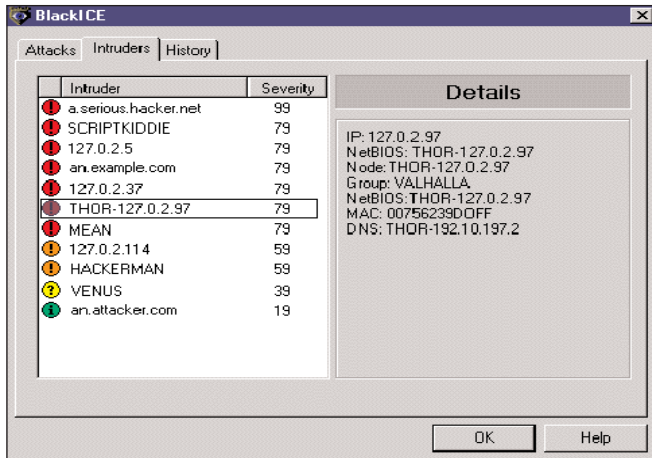 BlackICE
Attacks Intruders History
Intruder Severity
a.serious.hacker.net 99
SCRIPTKIDDIE 79
127.0.2.5 79
an.example.com 79
127.0.2.37 79
THOR-127.0.2.97 79
MEAN 79
127.0.2.114 59
HACKERMAN 59
VENUS 39
an.attacker.com 19
Details
IP: 127.0.2.97
NetBIOS: THOR-127.0.2.97
Node: THOR-127.0.2.97
Group: VALHALLA
NetBIOS: THOR-127.0.2.97
MAC: 00756239D0FF
DNS: THOR-192.10.197.2
OK Help